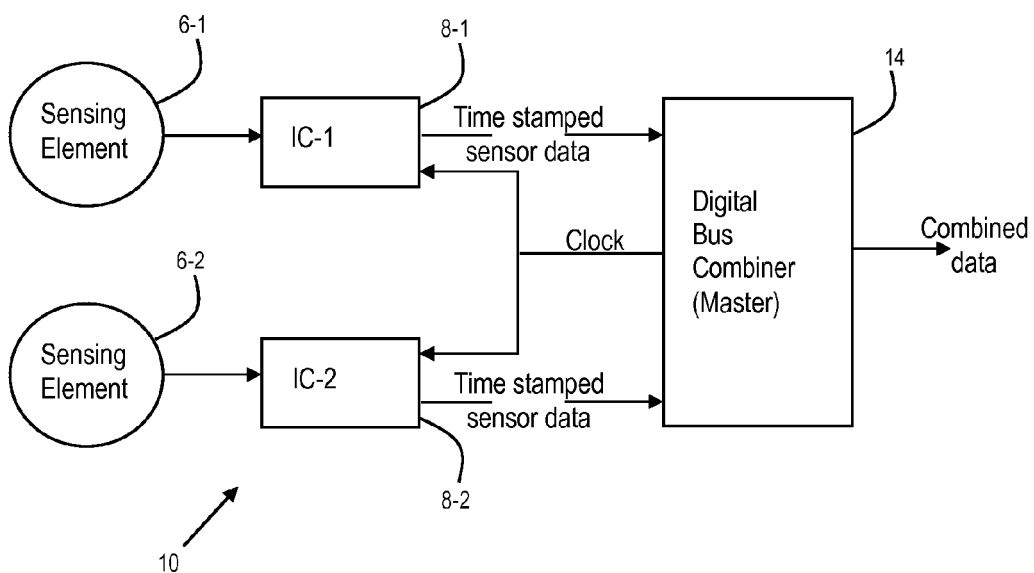 6-1
8-1
14
Sensing
Element
IC-1
Time stamped
sensor data
Digital
Bus
Combiner
(Master)
Clock
Combined
data
6-2
Sensing
Element
IC-2
Time stamped
sensor data
8-2
10